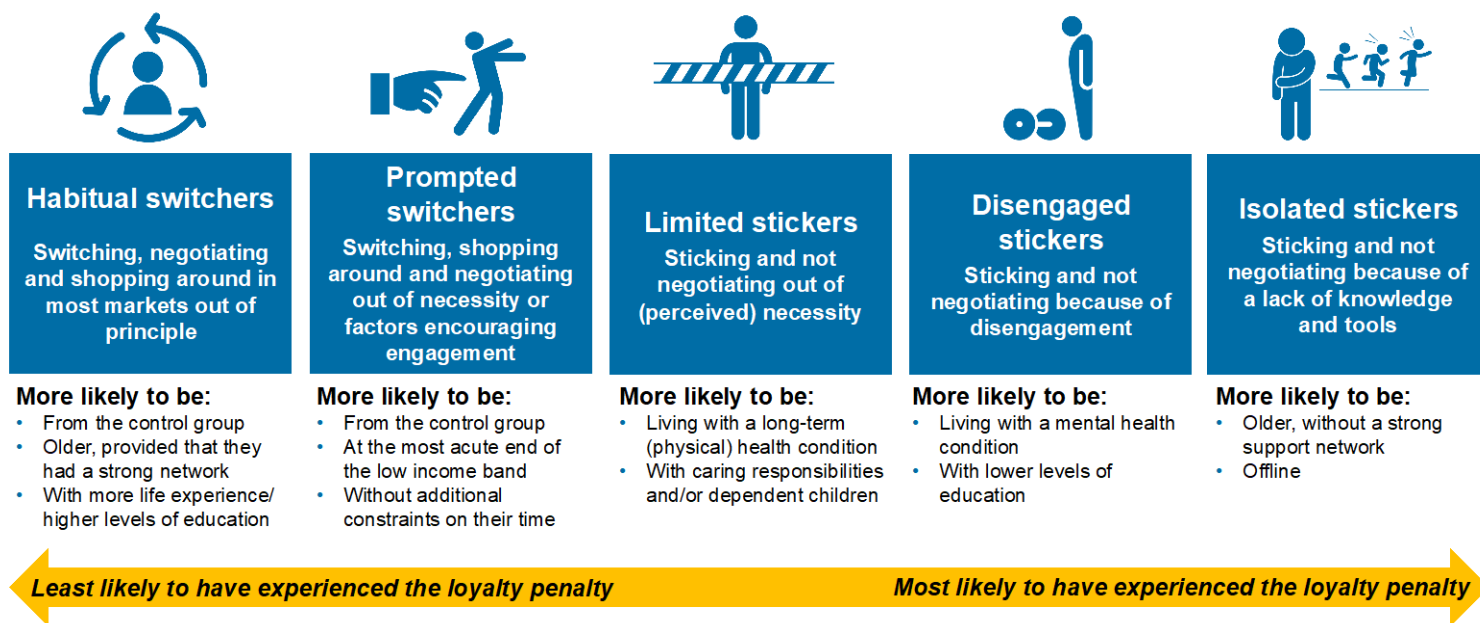 Habitual switchers
Switching, negotiating
and shopping around in
most markets out of
principle
Prompted
switchers
Switching, shopping
around and negotiating
out of necessity or
factors encouraging
engagement
Limited stickers
Sticking and not
negotiating out of
(perceived) necessity
Disengaged
stickers
Sticking and not
negotiating because of
disengagement
Isolated stickers
Sticking and not
negotiating because of
a lack of knowledge
and tools
More likely to be:
• From the control group
• Older, provided that they
had a strong network
• With more life experience/
higher levels of education
More likely to be:
• From the control group
• At the most acute end of
the low income band
• Without additional
constraints on their time
More likely to be:
• Living with a long-term
(physical) health condition
• With caring responsibilities
and/or dependent children
More likely to be:
• Living with a mental health
condition
• With lower levels of
education
More likely to be:
• Older, without a strong
support network
• Offline
Least likely to have experienced the loyalty penalty
Most likely to have experienced the loyalty penalty